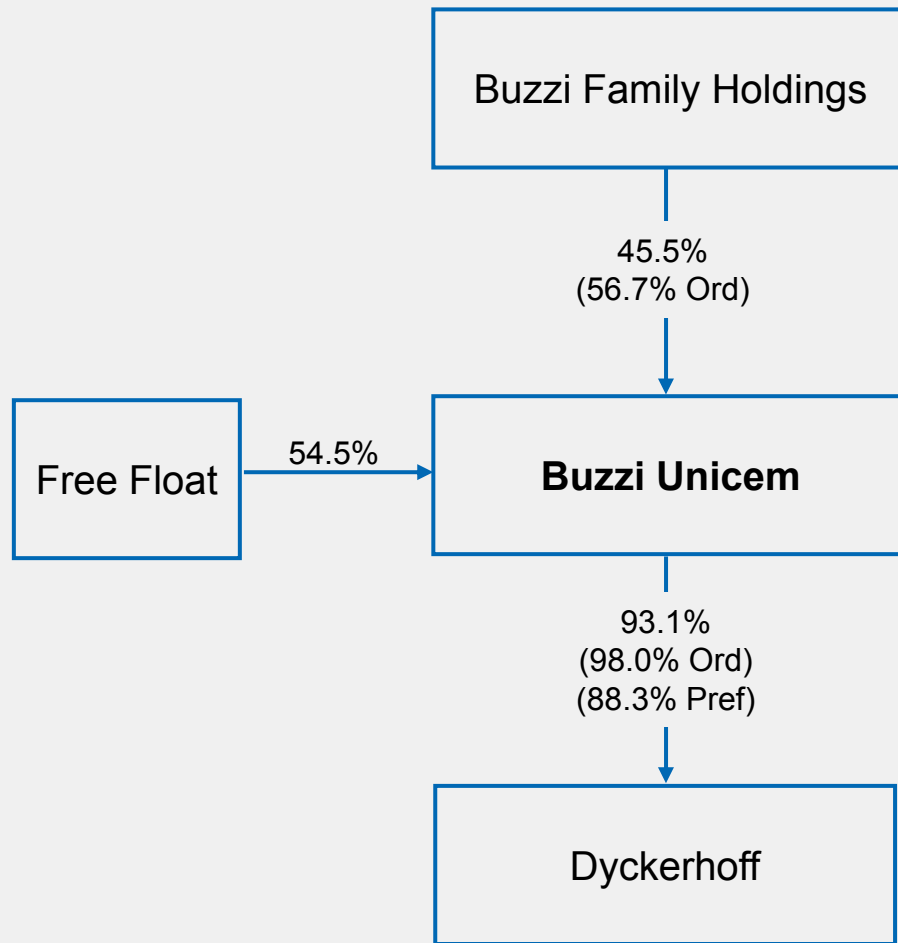 Buzzi Family Holdings
45.5%
(56.7% Ord)
Free Float
54.5%
Buzzi Unicem
93.1%
(98.0% Ord)
(88.3% Pref)
Dyckerhoff